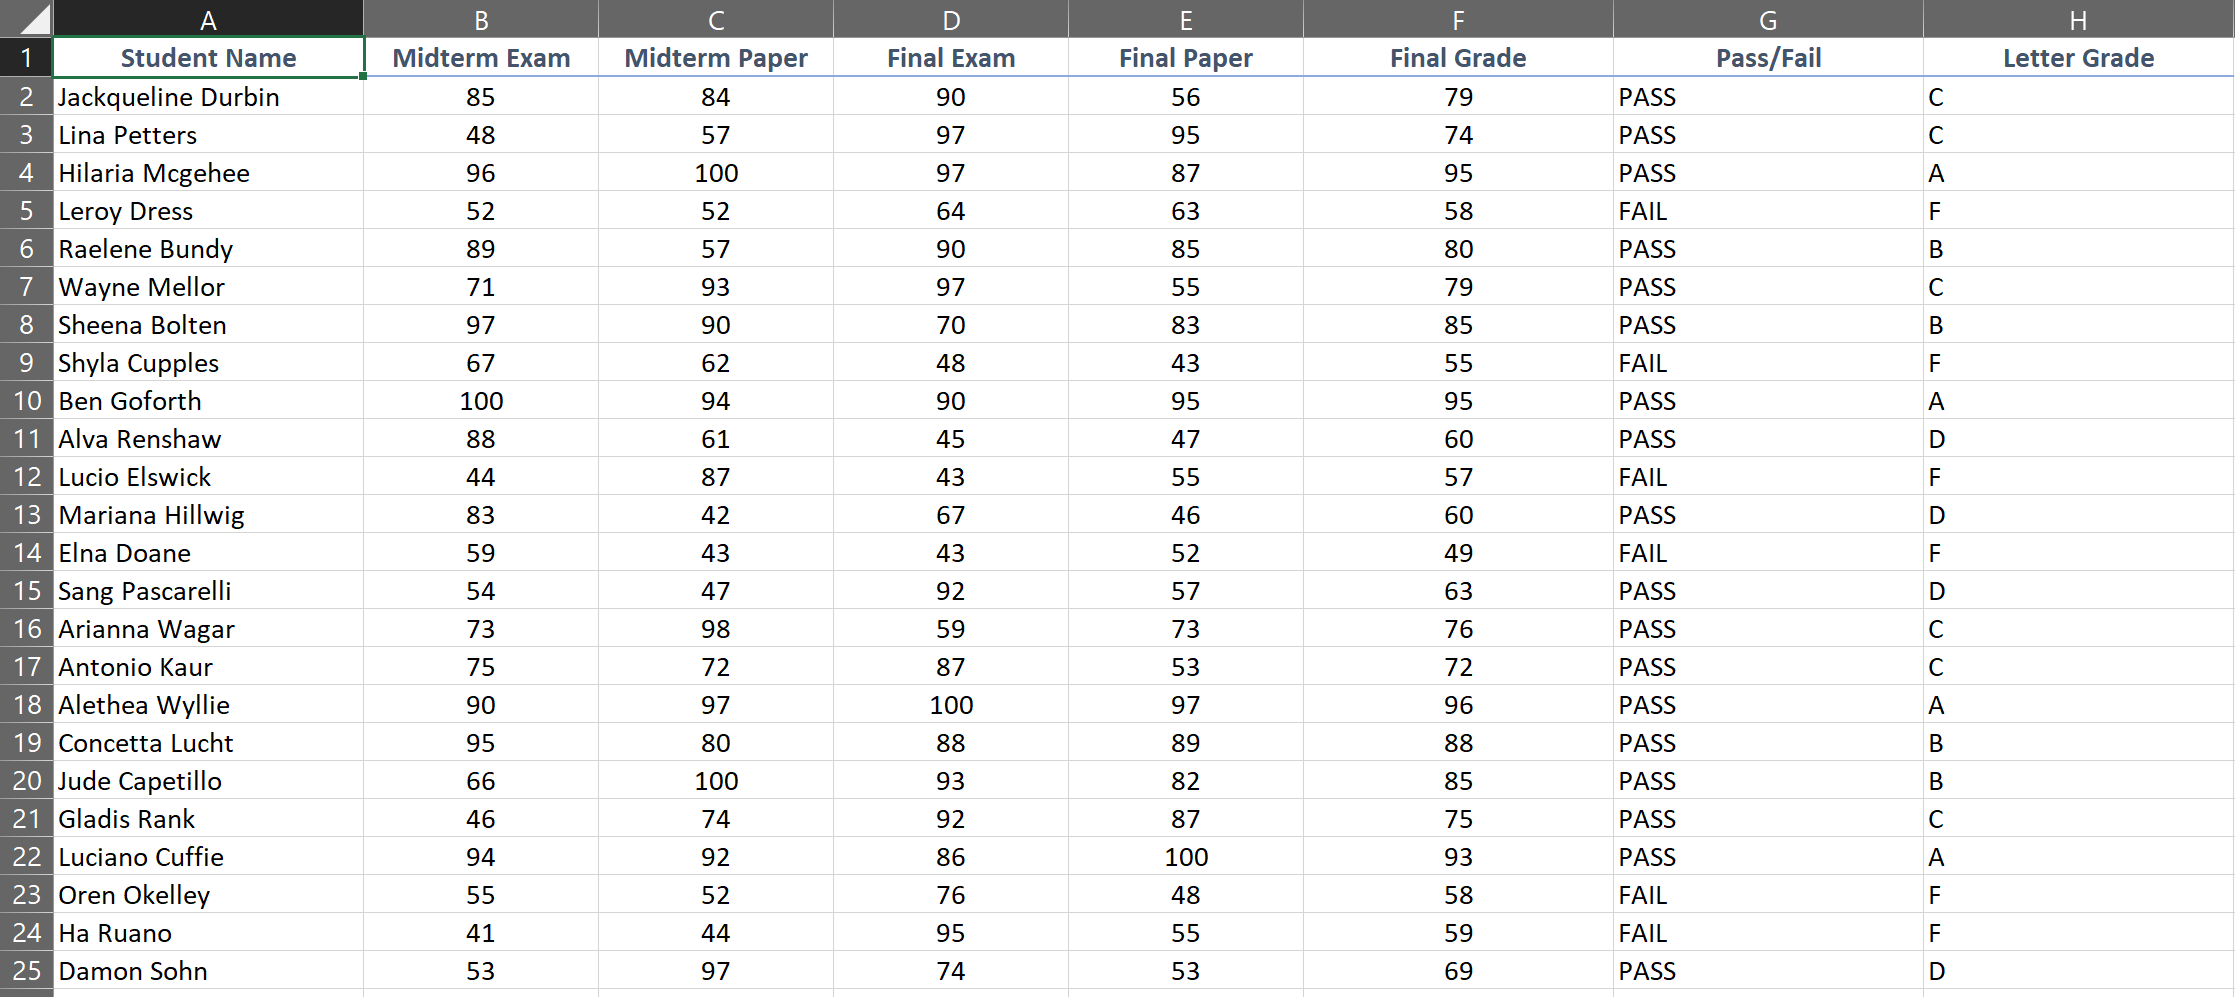 A B C D E F G H
1 Student Name Midterm Exam Midterm Paper Final Exam Final Paper Final Grade Pass/Fail Letter Grade
2 Jackqueline Durbin 85 84 90 56 79 PASS C
3 Lina Petters 48 57 97 95 74 PASS C
4 Hilaria Mcgehee 96 100 97 87 95 PASS A
5 Leroy Dress 52 52 64 63 58 FAIL F
6 Raelene Bundy 89 57 90 85 80 PASS B
7 Wayne Mellor 71 93 97 55 79 PASS C
8 Sheena Bolten 97 90 70 83 85 PASS B
9 Shyla Cupples 67 62 48 43 55 FAIL F
10 Ben Goforth 100 94 90 95 95 PASS A
11 Alva Renshaw 88 61 45 47 60 PASS D
12 Lucio Elswick 44 87 43 55 57 FAIL F
13 Mariana Hillwig 83 42 67 46 60 PASS D
14 Elna Doane 59 43 43 52 49 FAIL F
15 Sang Pascarelli 54 47 92 57 63 PASS D
16 Arianna Wagar 73 98 59 73 76 PASS C
17 Antonio Kaur 75 72 87 53 72 PASS C
18 Alethea Wyllie 90 97 100 97 96 PASS A
19 Concetta Lucht 95 80 88 89 88 PASS B
20 Jude Capetillo 66 100 93 82 85 PASS B
21 Gladis Rank 46 74 92 87 75 PASS C
22 Luciano Cuffie 94 92 86 100 93 PASS A
23 Oren Okelley 55 52 76 48 58 FAIL F
24 Ha Ruano 41 44 95 55 59 FAIL F
25 Damon Sohn 53 97 74 53 69 PASS D